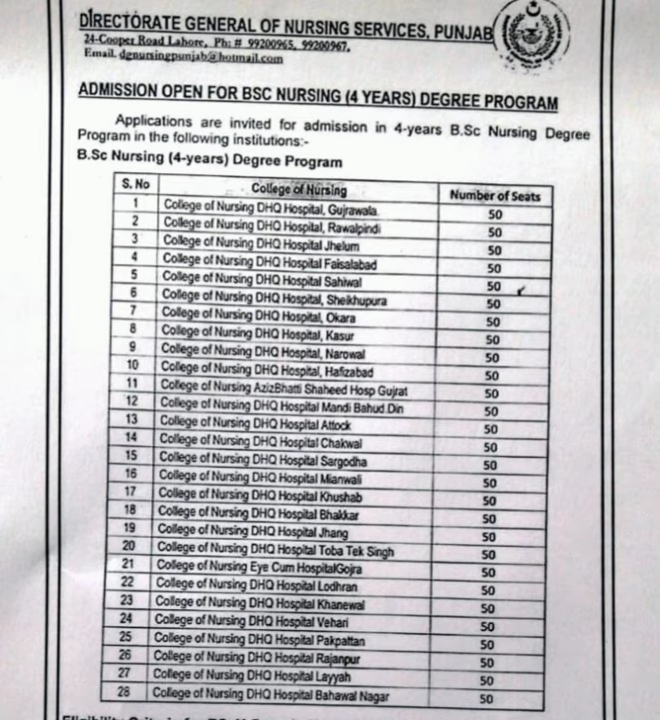 DIRECTORATE GENERAL OF NURSING SERVICES, PUNJAB
24-Cooper Road Lahore, Ph: # 99200965, 99200967,
Email. dgnursingpunjab@hotmail.com
ADMISSION OPEN FOR BSC NURSING (4 YEARS) DEGREE PROGRAM
Applications are invited for admission in 4-years B.Sc Nursing Degree
Program in the following institutions:-
B.Sc Nursing (4-years) Degree Program
S. No College of Nursing Number of Seats
1 College of Nursing DHQ Hospital, Gujrawala 50
2 College of Nursing DHQ Hospital, Rawalpindi 50
3 College of Nursing DHQ Hospital Jhelum 50
4 College of Nursing DHQ Hospital Faisalabad 50
5 College of Nursing DHQ Hospital Sahiwal 50
6 College of Nursing DHQ Hospital, Sheikhupura 50
7 College of Nursing DHQ Hospital, Okara 50
8 College of Nursing DHQ Hospital, Kasur 50
9 College of Nursing DHQ Hospital, Narowal 50
10 College of Nursing DHQ Hospital, Hafizabad 50
11 College of Nursing AzizBhatti Shaheed Hosp Gujrat 50
12 College of Nursing DHQ Hospital Mandi Bahud Din 50
13 College of Nursing DHQ Hospital Attock 50
14 College of Nursing DHQ Hospital Chakwal 50
15 College of Nursing DHQ Hospital Sargodha 50
16 College of Nursing DHQ Hospital Mianwali 50
17 College of Nursing DHQ Hospital Khushab 50
18 College of Nursing DHQ Hospital Bhakkar 50
19 College of Nursing DHQ Hospital Jhang 50
20 College of Nursing DHQ Hospital Toba Tek Singh 50
21 College of Nursing Eye Cum HospitalGojra 50
22 College of Nursing DHQ Hospital Lodhran 50
23 College of Nursing DHQ Hospital Khanewal 50
24 College of Nursing DHQ Hospital Vehari 50
25 College of Nursing DHQ Hospital Pakpattan 50
26 College of Nursing DHQ Hospital Rajanpur 50
27 College of Nursing DHQ Hospital Layyah 50
28 College of Nursing DHQ Hospital Bahawal Nagar 50